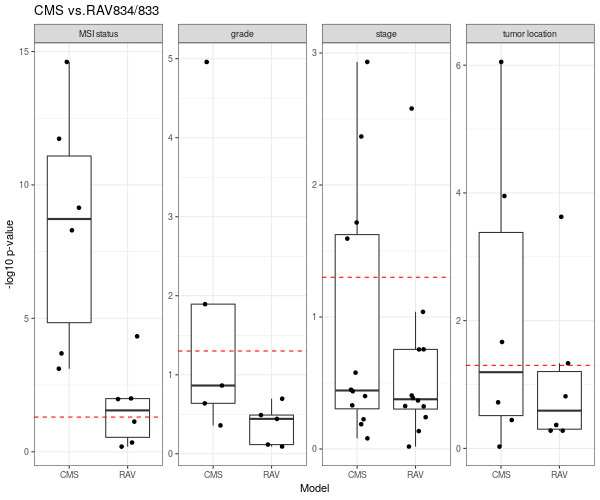 CMS vs.RAV834/833
MSI status
grade
stage
tumor location
-log10 p-value
15
10
5
0
5
4
3
2
1
0
3
2
1
0
6
4
2
0
CMS RAV
CMS RAV
CMS RAV
CMS RAV
Model